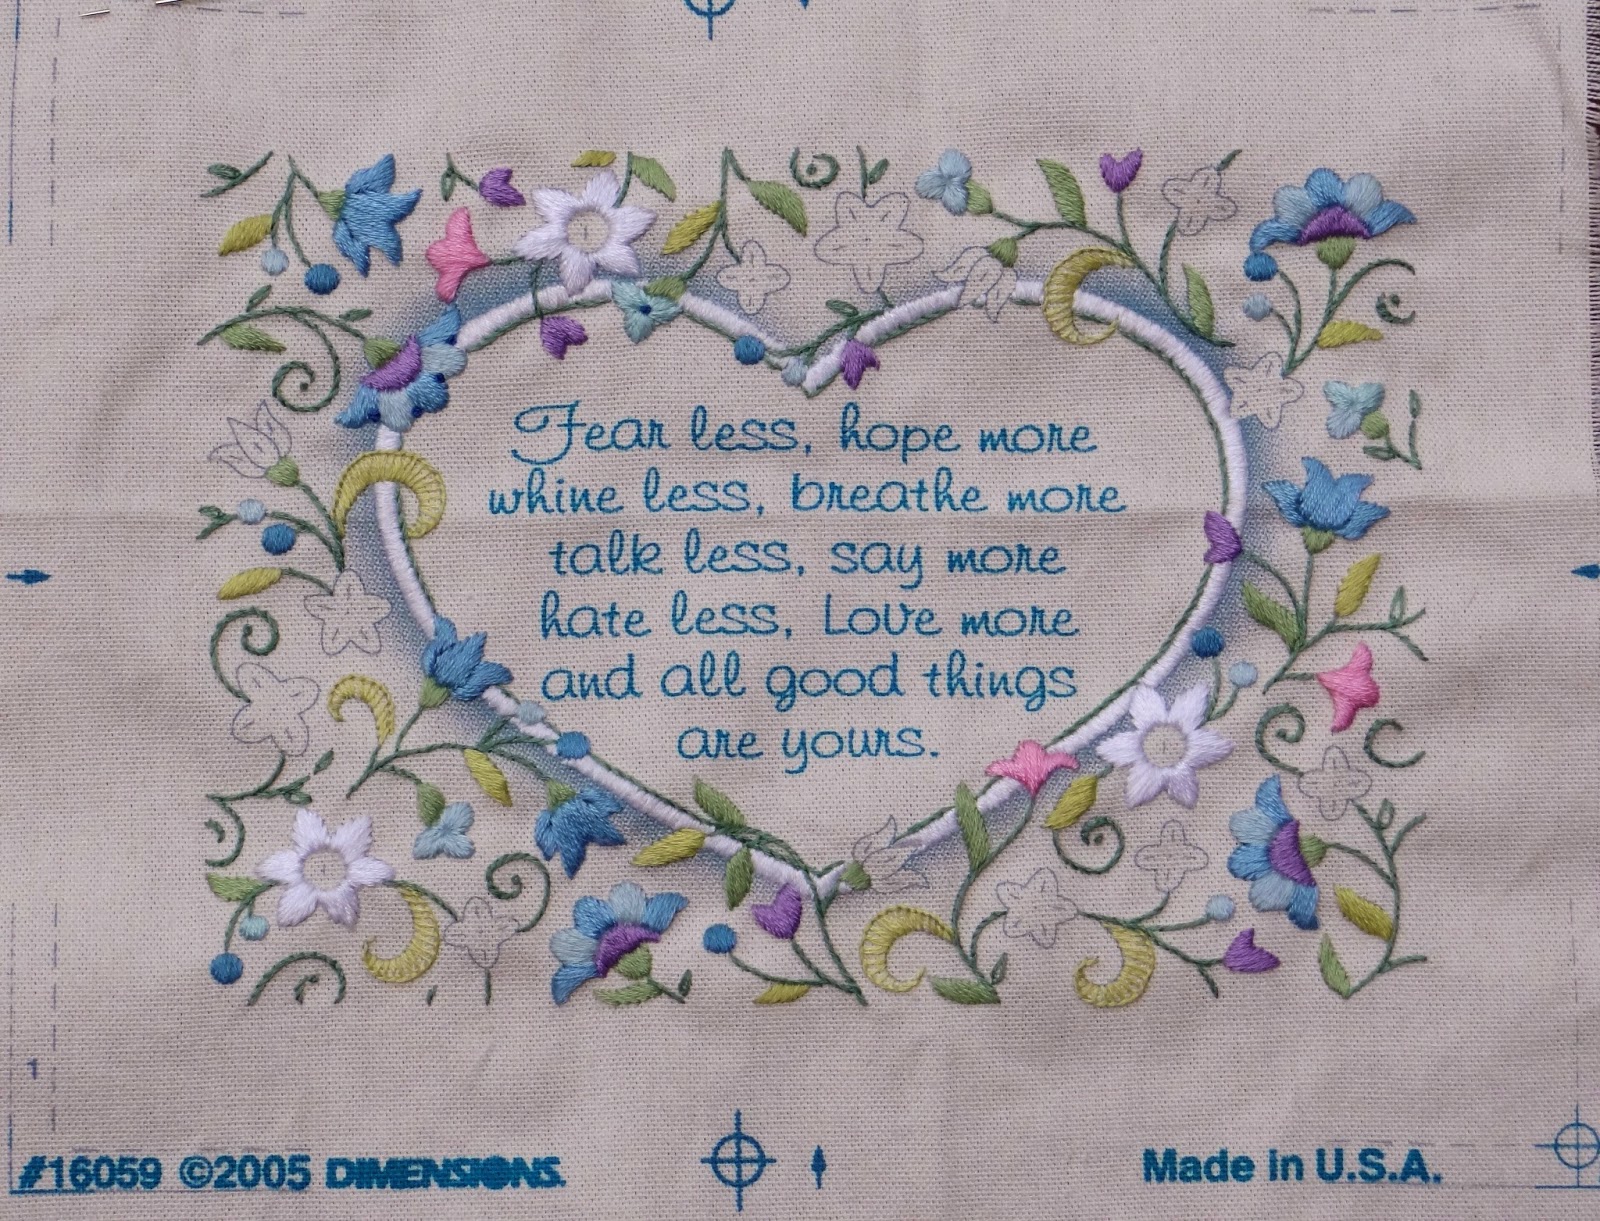 Fear less, hope more
whine less, breathe more
talk less, say more
hate less, Love more
and all good things
are yours.
1
#16059 ©2005 DIMENSIONS.
Made in U.S.A.